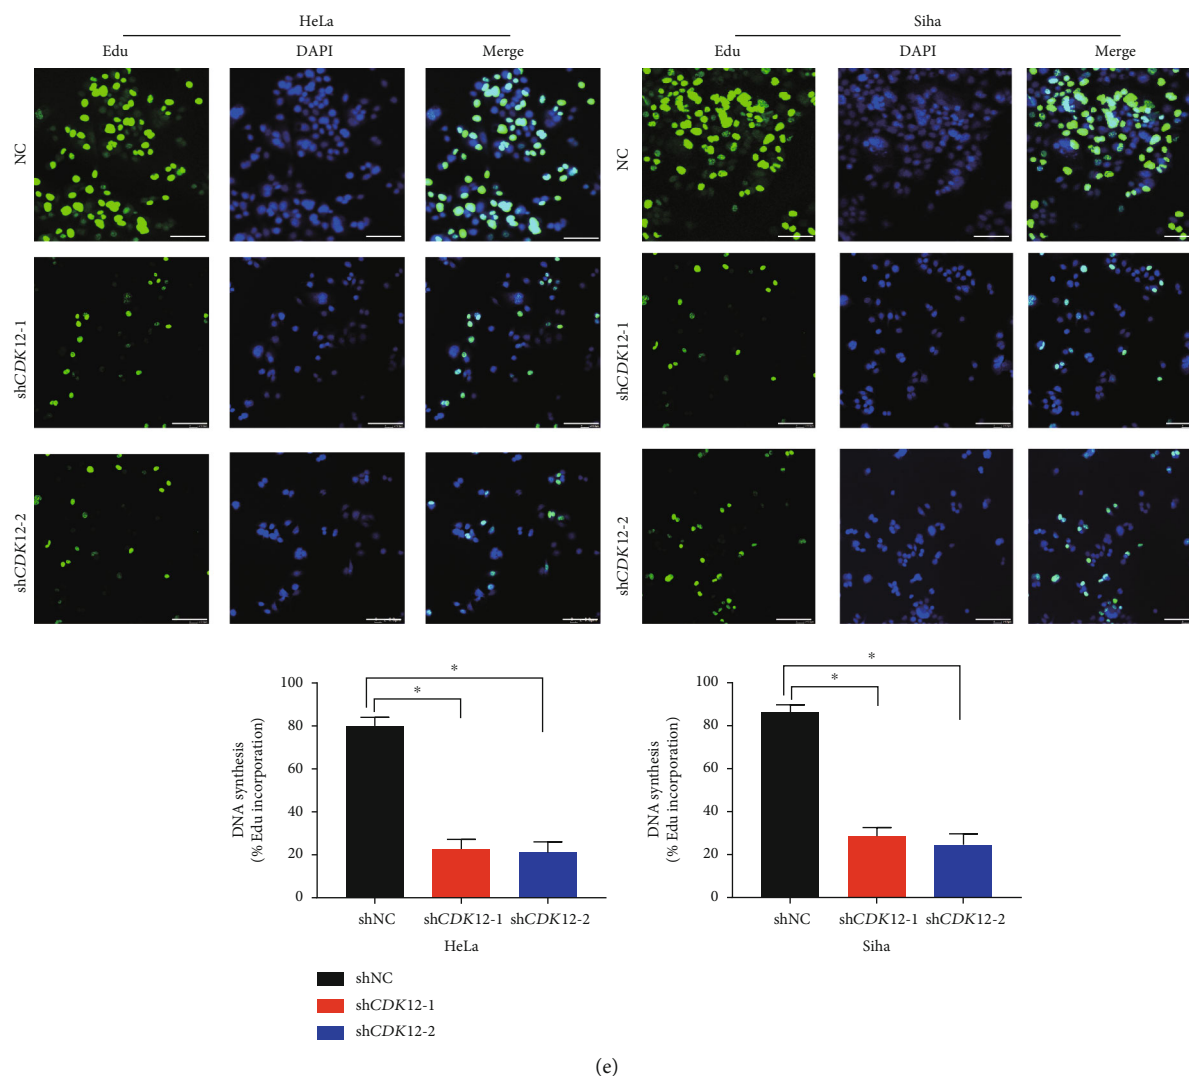 HeLa
Edu DAPI Merge
NC
shCDK12-1
shCDK12-2
Siha
Edu DAPI Merge
NC
shCDK12-1
shCDK12-2
DNA synthesis
(% Edu incorporation)
100
80
60
40
20
0
*
*
shNC shCDK12-1 shCDK12-2
HeLa
DNA synthesis
(% Edu incorporation)
100
80
60
40
20
0
*
*
shNC shCDK12-1 shCDK12-2
Siha
shNC
shCDK12-1
shCDK12-2
(e)